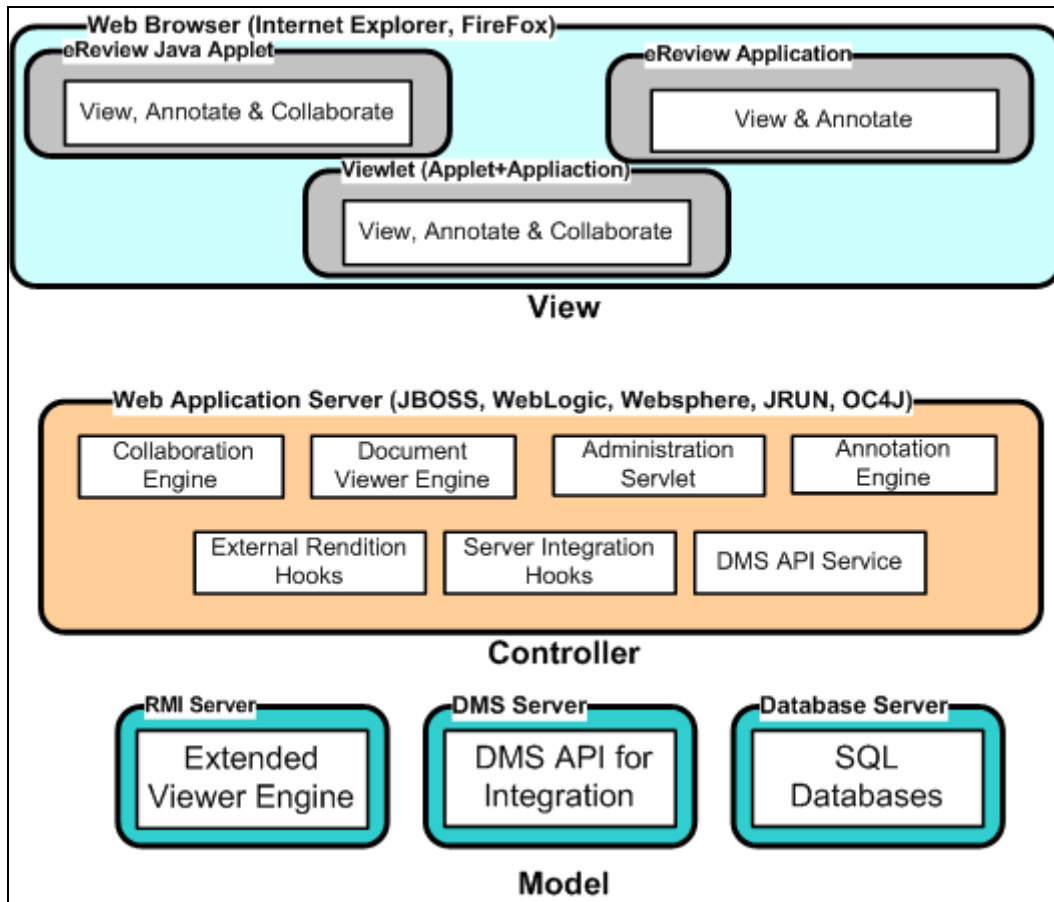 Web Browser (Internet Explorer, FireFox)
eReview Java Applet
eReview Application
View, Annotate & Collaborate
View & Annotate
Viewlet (Applet+Appliaction)
View, Annotate & Collaborate
View
Web Application Server (JBOSS, WebLogic, Websphere, JRUN, OC4J)
Collaboration
Engine
Document
Viewer Engine
Administration
Servlet
Annotation
Engine
External Rendition
Hooks
Server Integration
Hooks
DMS API Service
Controller
RMI Server
Extended
Viewer Engine
DMS Server
DMS API for
Integration
Database Server
SQL
Databases
Model